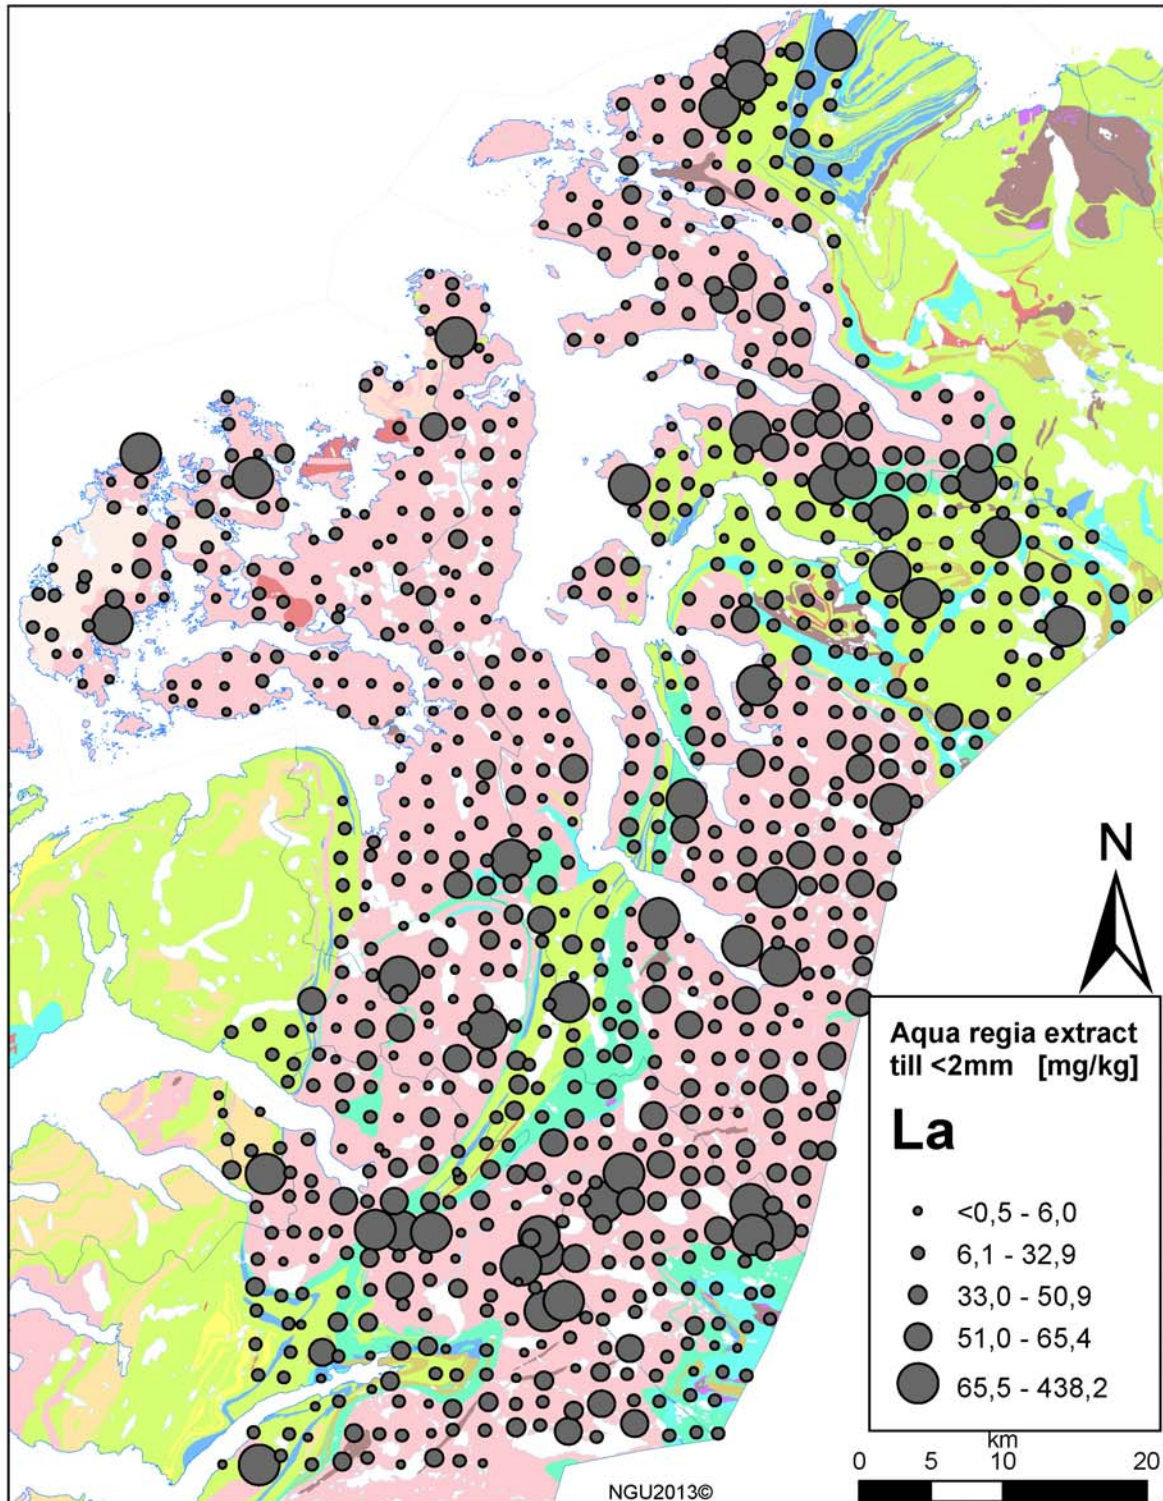 N
Aqua regia extract
till <2mm [mg/kg]
La
<0,5 - 6,0
6,1 - 32,9
33,0 - 50,9
51,0 - 65,4
65,5 - 438,2
km
0 5 10 20
NGU2013©